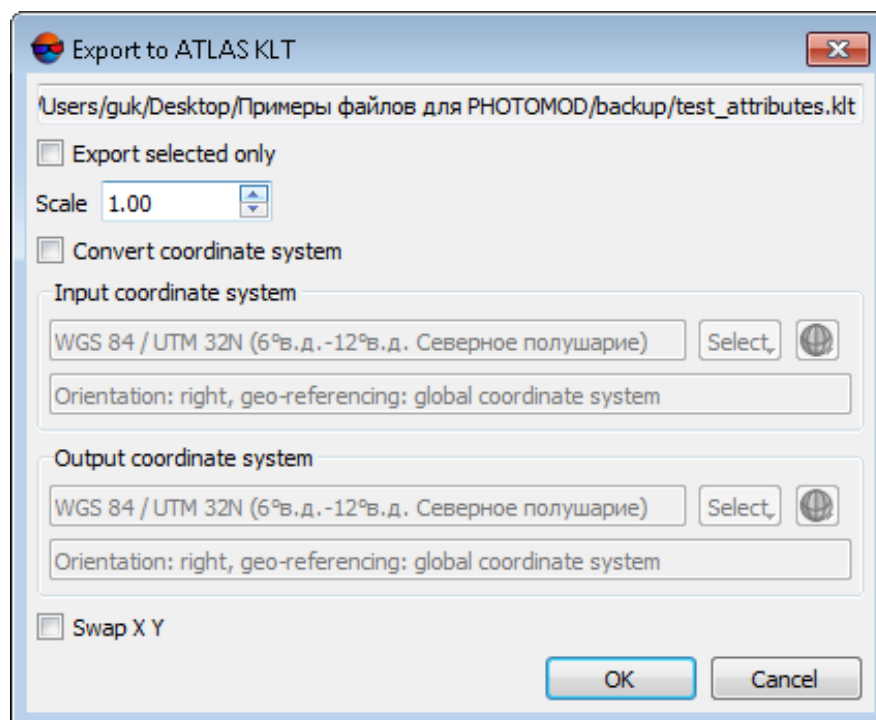 Export to ATLAS KLT
/Users/guk/Desktop/Примеры файлов для PHOTOMOD/backup/test_attributes.klt
Export selected only
Scale 1.00
Convert coordinate system
Input coordinate system
WGS 84 / UTM 32N (6°в.д.-12°в.д. Северное полушарие) Select
Orientation: right, geo-referencing: global coordinate system
Output coordinate system
WGS 84 / UTM 32N (6°в.д.-12°в.д. Северное полушарие) Select
Orientation: right, geo-referencing: global coordinate system
Swap X Y
OK Cancel